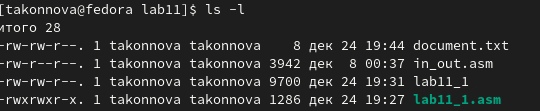 [takonnova@fedora lab11]$ ls -l
итого 28
-rw-rw-r--. 1 takonnova takonnova    8 дек 24 19:44 document.txt
-rw-rw-r--. 1 takonnova takonnova 3942 дек  8 00:37 in_out.asm
-rw-rw-r--. 1 takonnova takonnova 9700 дек 24 19:31 lab11_1
-rwxrwxr-x. 1 takonnova takonnova 1286 дек 24 19:27 lab11_1.asm